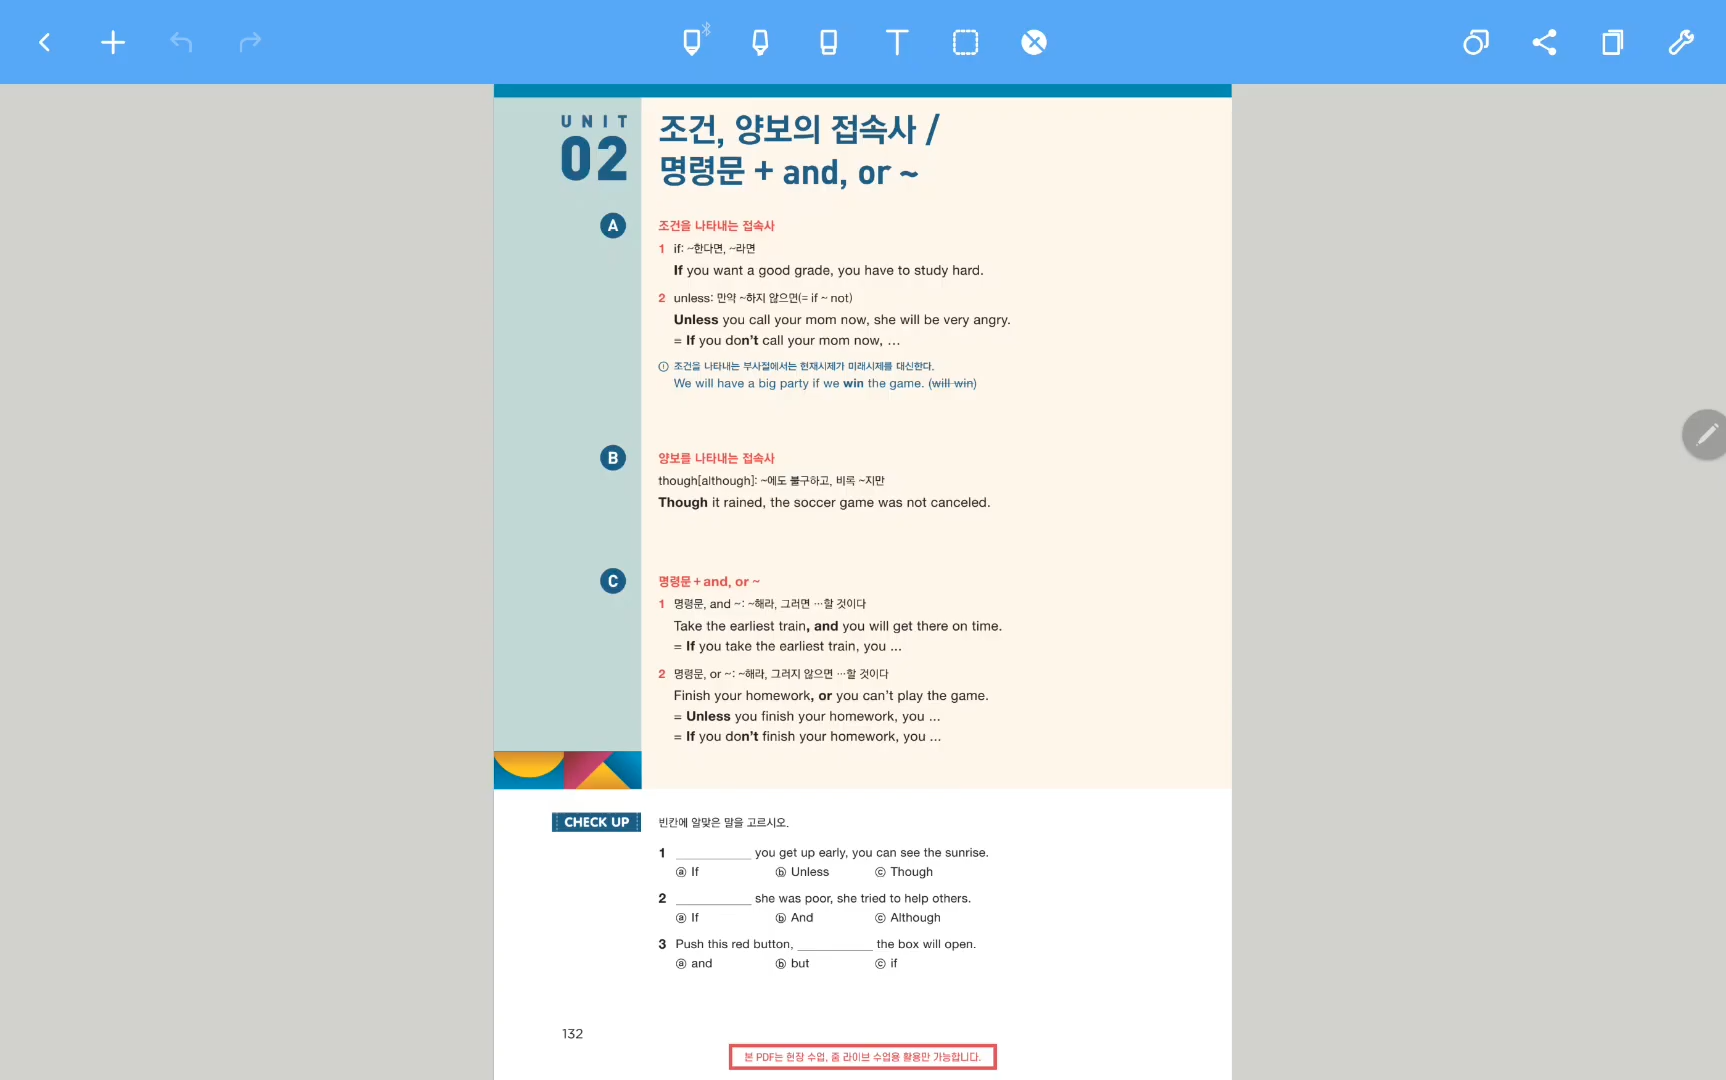 UNIT
02
조건, 양보의 접속사 /
명령문 + and, or ~
A
조건을 나타내는 접속사
1 if: ~한다면, ~라면
If you want a good grade, you have to study hard.
2 unless: 만약 ~하지 않으면(= if ~ not)
Unless you call your mom now, she will be very angry.
= If you don't call your mom now, …
ⓘ 조건을 나타내는 부사절에서는 현재시제가 미래시제를 대신한다.
We will have a big party if we win the game. (will win)
B
양보를 나타내는 접속사
though[although]: ~에도 불구하고, 비록 ~지만
Though it rained, the soccer game was not canceled.
C
명령문 + and, or ~
1 명령문, and ~: ~해라, 그러면 …할 것이다
Take the earliest train, and you will get there on time.
= If you take the earliest train, you ...
2 명령문, or ~: ~해라, 그러지 않으면 …할 것이다
Finish your homework, or you can't play the game.
= Unless you finish your homework, you ...
= If you don't finish your homework, you ...
CHECK UP
빈칸에 알맞은 말을 고르시오.
1 __________ you get up early, you can see the sunrise.
ⓐ If ⓑ Unless ⓒ Though
2 __________ she was poor, she tried to help others.
ⓐ If ⓑ And ⓒ Although
3 Push this red button, __________ the box will open.
ⓐ and ⓑ but ⓒ if
132
본 PDF는 현장 수업, 줌 라이브 수업용 활용만 가능합니다.